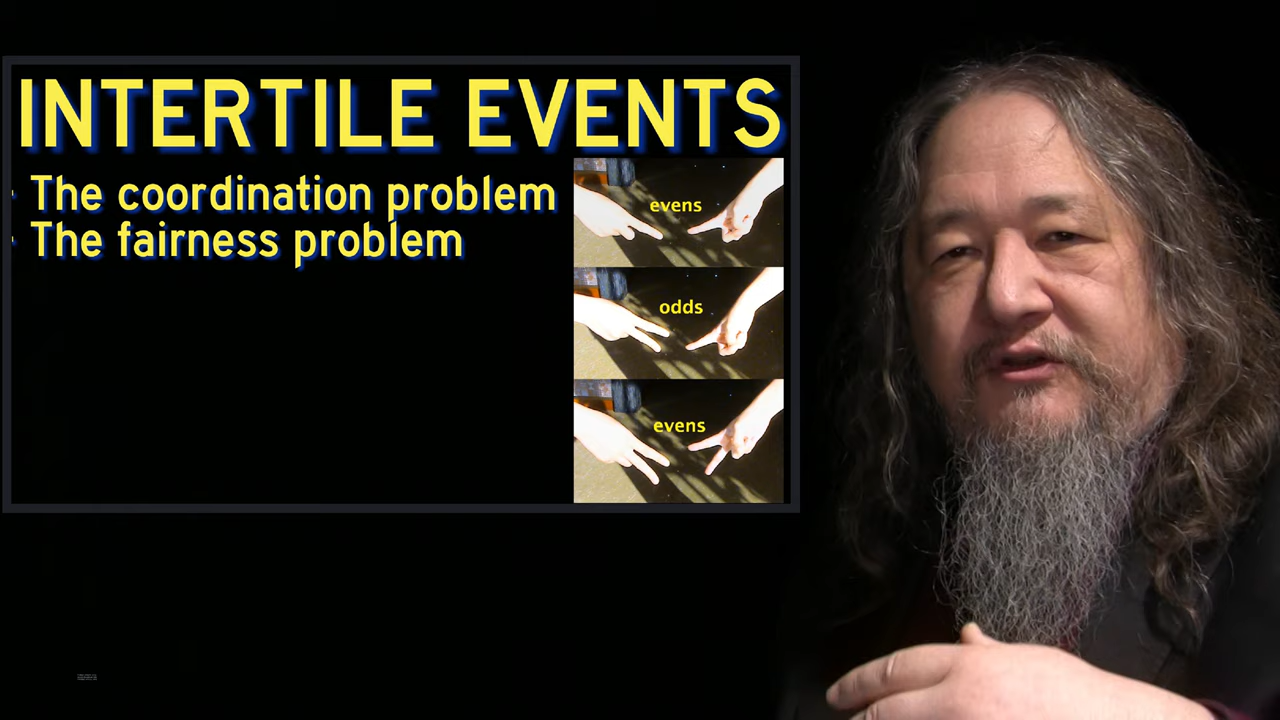 INTERTILE EVENTS
· The coordination problem
· The fairness problem
evens
odds
evens